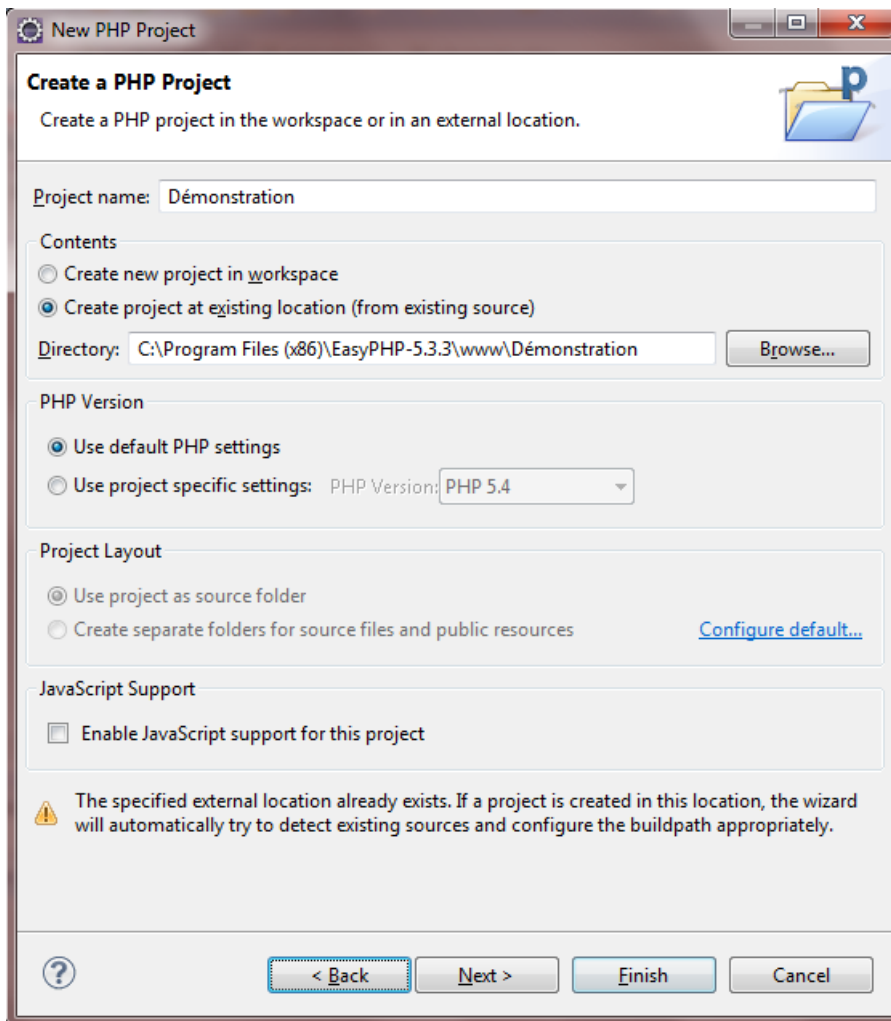 New PHP Project
Create a PHP Project
Create a PHP project in the workspace or in an external location.
Project name: Démonstration
Contents
Create new project in workspace
Create project at existing location (from existing source)
Directory: C:\Program Files (x86)\EasyPHP-5.3.3\www\Démonstration Browse...
PHP Version
Use default PHP settings
Use project specific settings: PHP Version: PHP 5.4
Project Layout
Use project as source folder
Create separate folders for source files and public resources Configure default...
JavaScript Support
Enable JavaScript support for this project
The specified external location already exists. If a project is created in this location, the wizard
will automatically try to detect existing sources and configure the buildpath appropriately.
? < Back Next > Finish Cancel